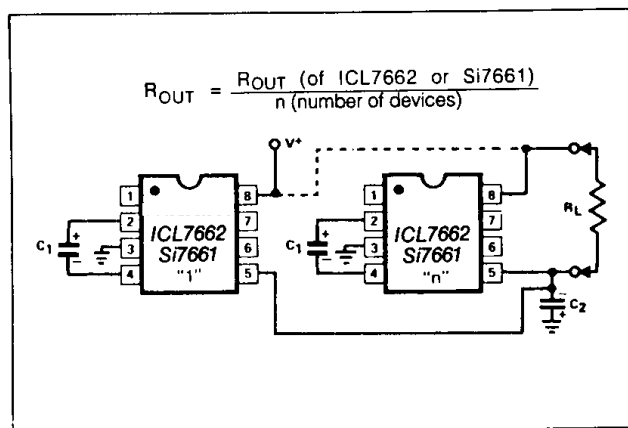 ROUT = ROUT (of ICL7662 or Si7661)
n (number of devices)
V+
1 8
2 7
3 6
4 5
C1
+
−
ICL7662
Si7661
"1"
1 8
2 7
3 6
4 5
C1
+
−
ICL7662
Si7661
"n"
RL
−
C2
+